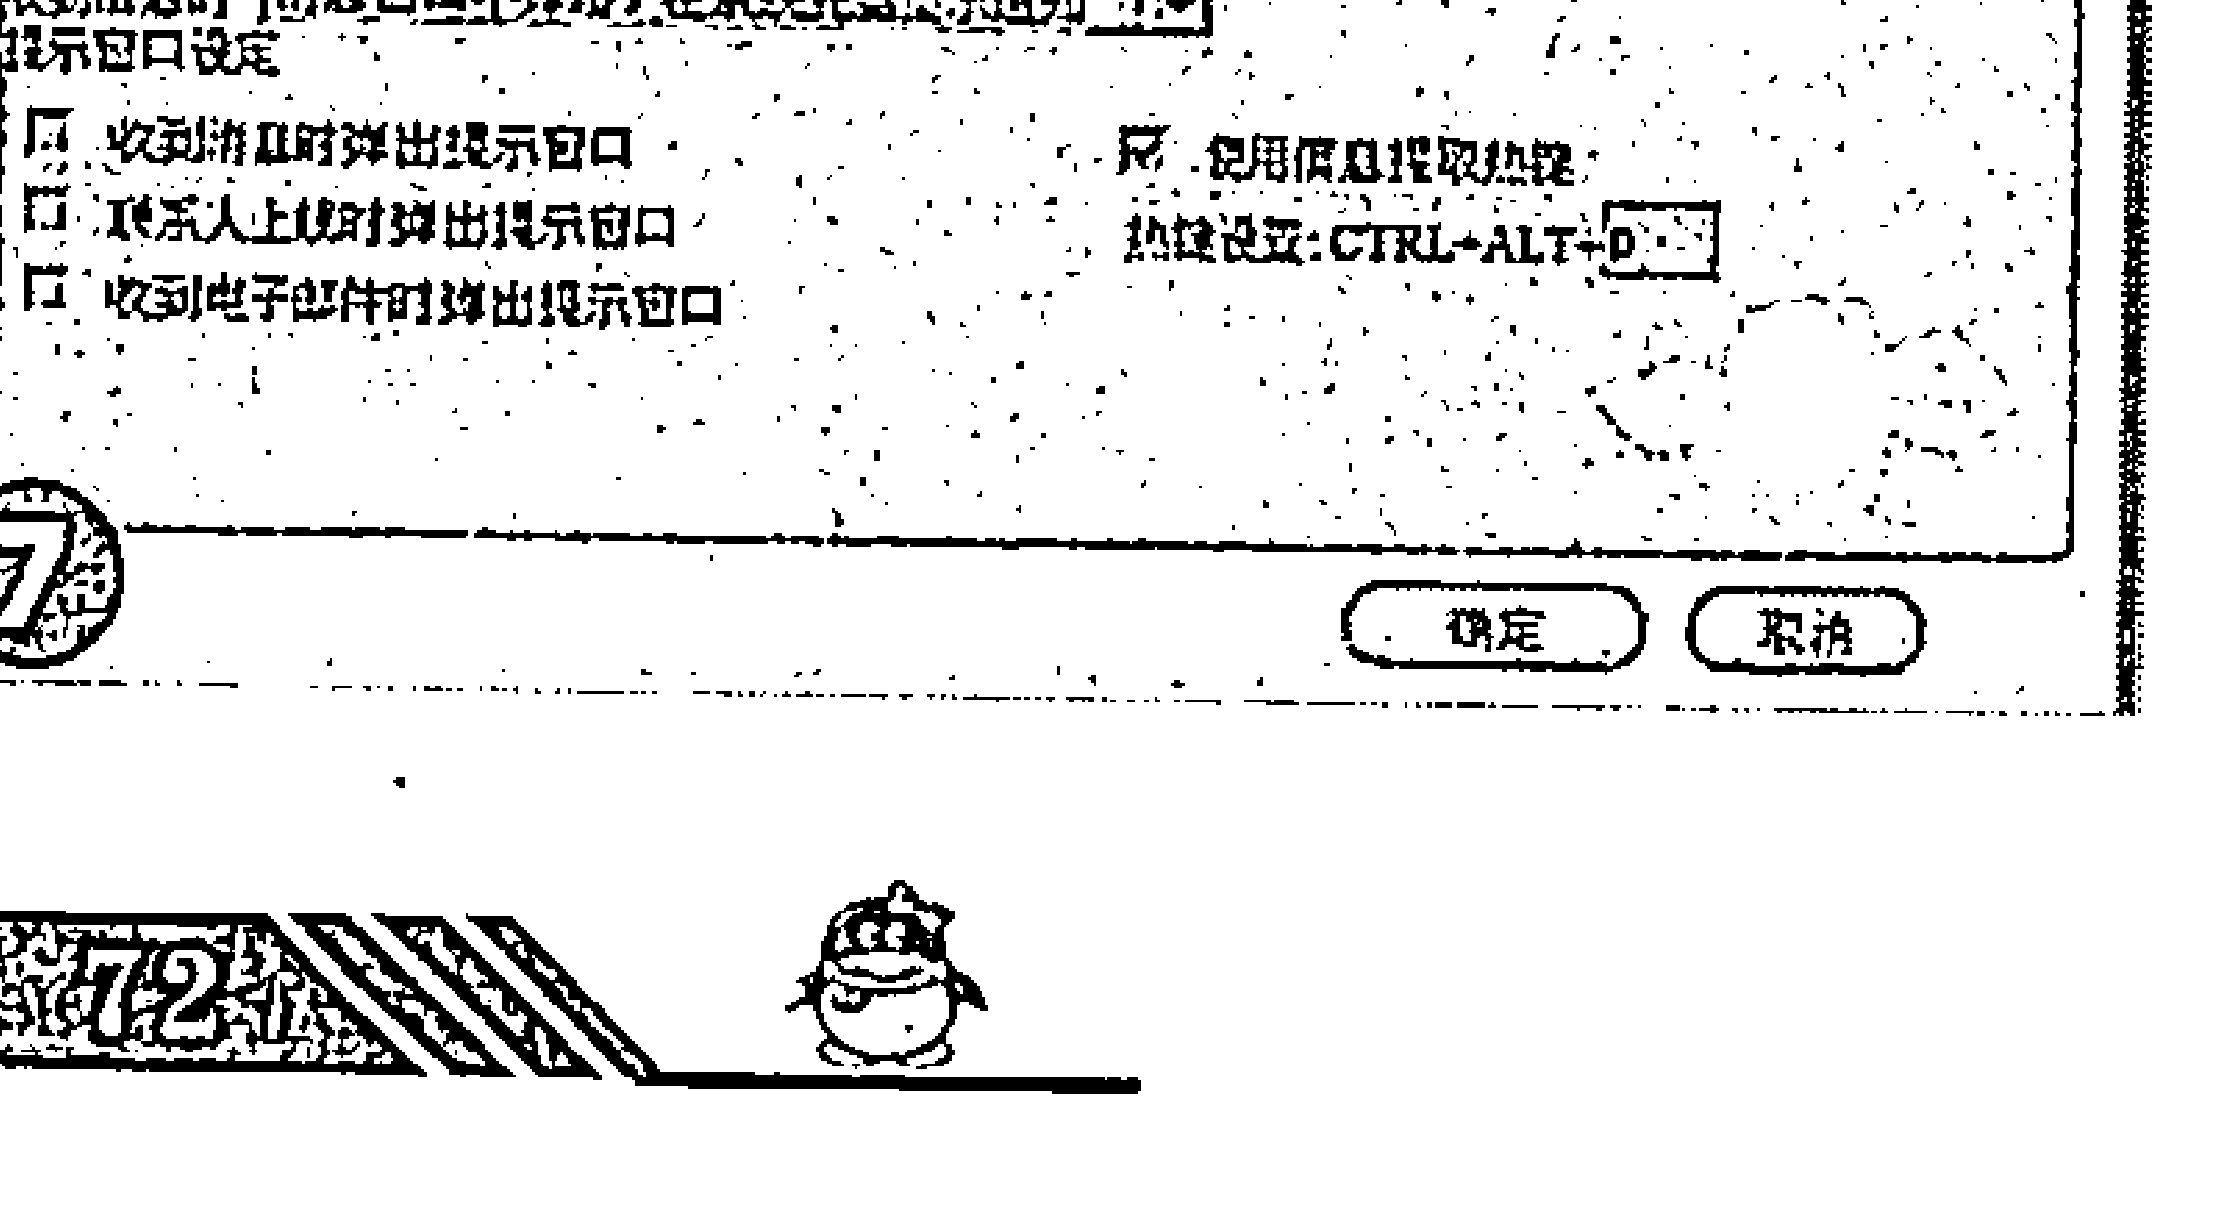 提示窗口设定
收到消息时弹出提示窗口
使用信息提取热键
联系人上线时弹出提示窗口
热键设置:CTRL+ALT+P
收到电子邮件时弹出提示窗口
7
确定
取消
72